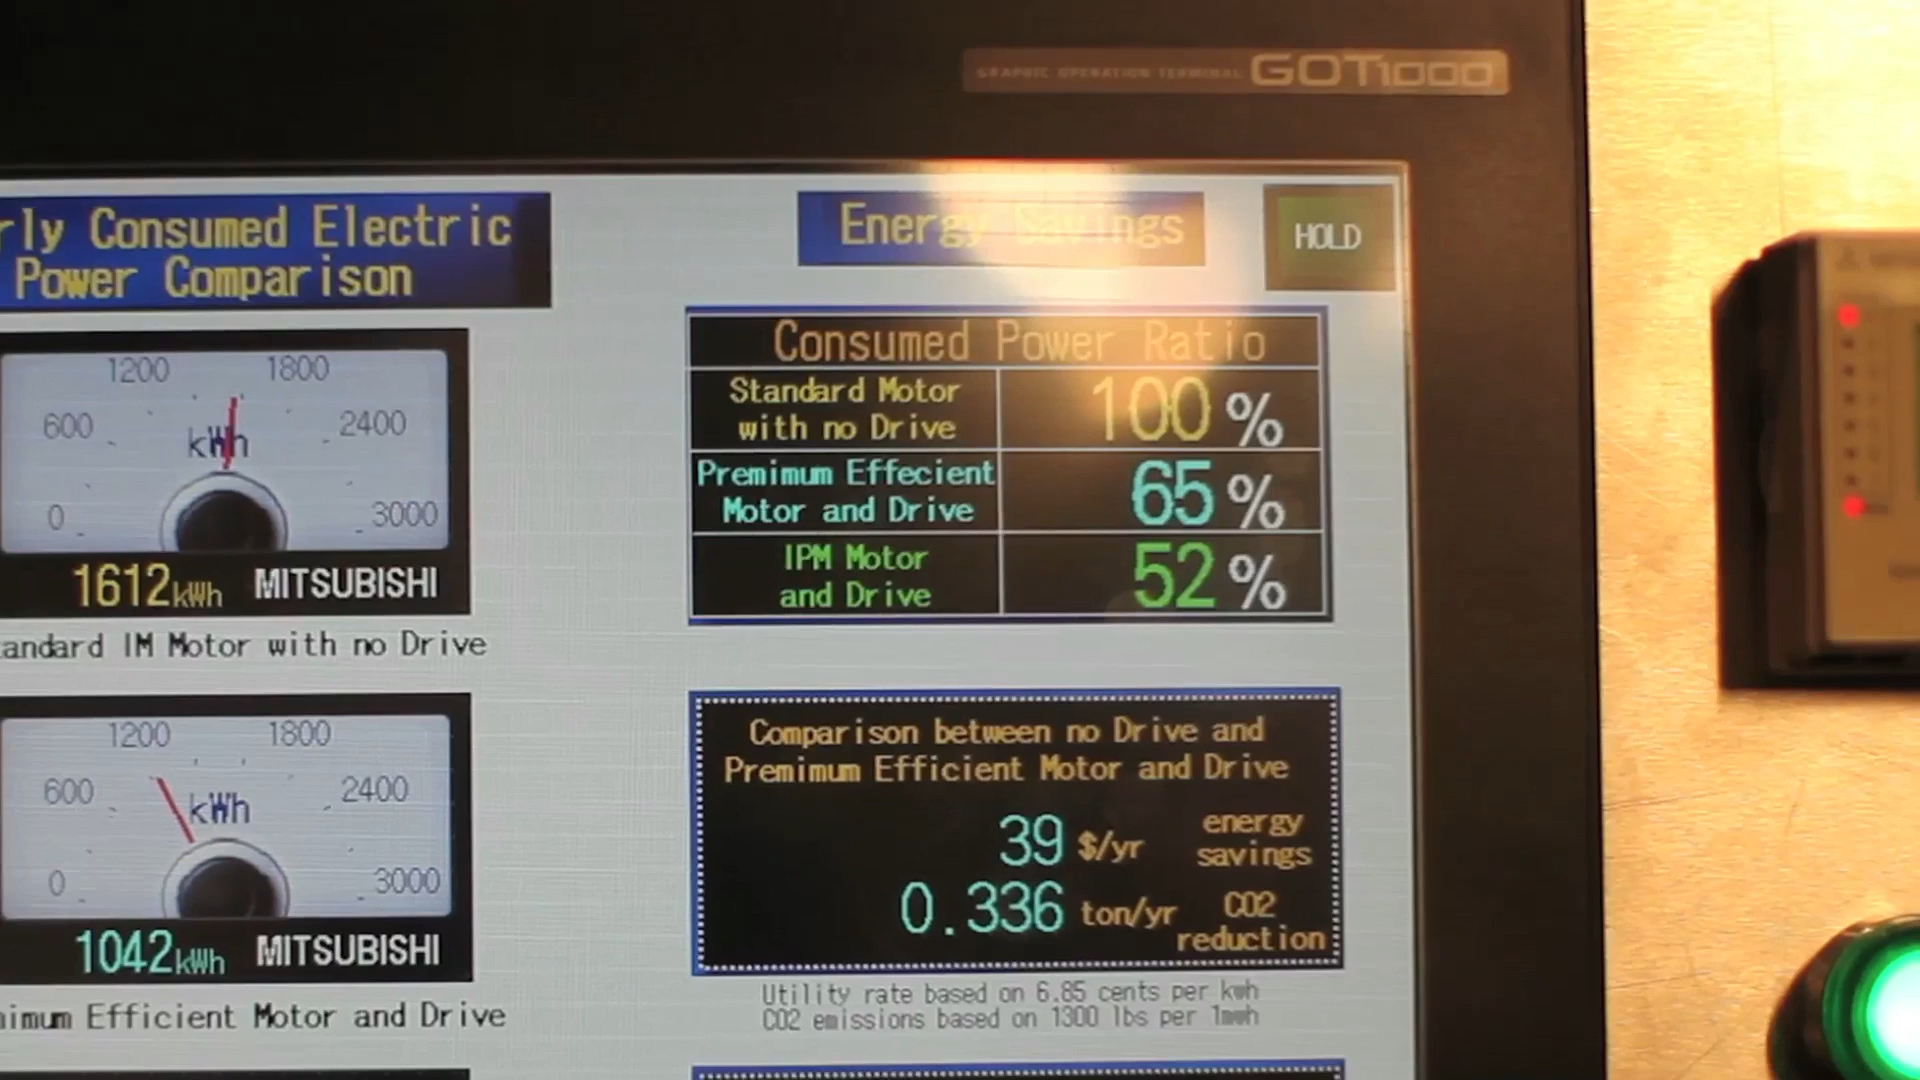 GRAPHIC OPERATION TERMINAL GOT1000
rly Consumed Electric
Power Comparison
Energy Savings
HOLD
1200 1800
600 2400
kWh
0 3000
1612kWh MITSUBISHI
andard IM Motor with no Drive
Consumed Power Ratio
Standard Motor
with no Drive
100 %
Premimum Effecient
Motor and Drive
65 %
IPM Motor
and Drive
52 %
1200 1800
600 2400
kWh
0 3000
1042kWh MITSUBISHI
imum Efficient Motor and Drive
Comparison between no Drive and
Premimum Efficient Motor and Drive
39 $/yr energy
savings
0.336 ton/yr CO2
reduction
Utility rate based on 6.85 cents per kwh
CO2 emissions based on 1300 lbs per 1mwh